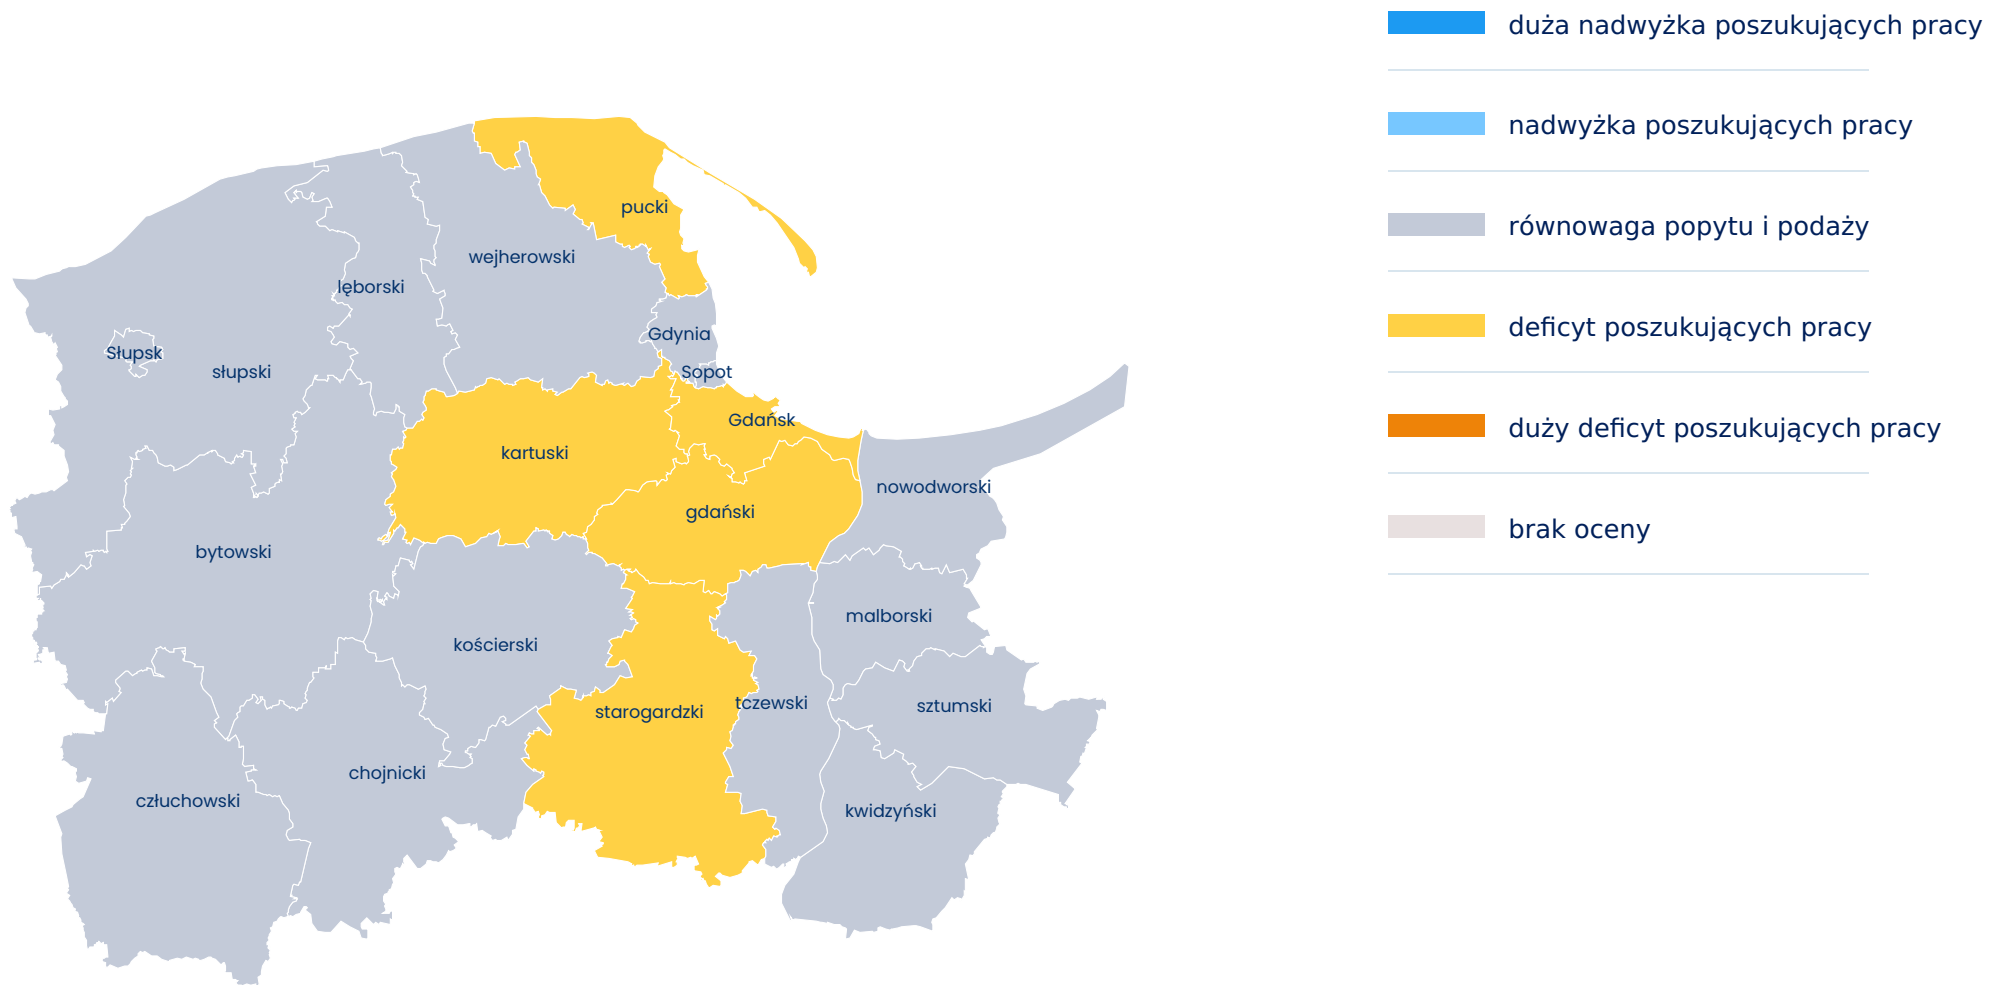 duża nadwyżka poszukujących pracy
nadwyżka poszukujących pracy
równowaga popytu i podaży
deficyt poszukujących pracy
duży deficyt poszukujących pracy
brak oceny
pucki
wejherowski
lęborski
Gdynia
Słupsk
słupski
Sopot
Gdańsk
kartuski
nowodworski
gdański
bytowski
malborski
kościerski
starogardzki
tczewski
sztumski
chojnicki
człuchowski
kwidzyński